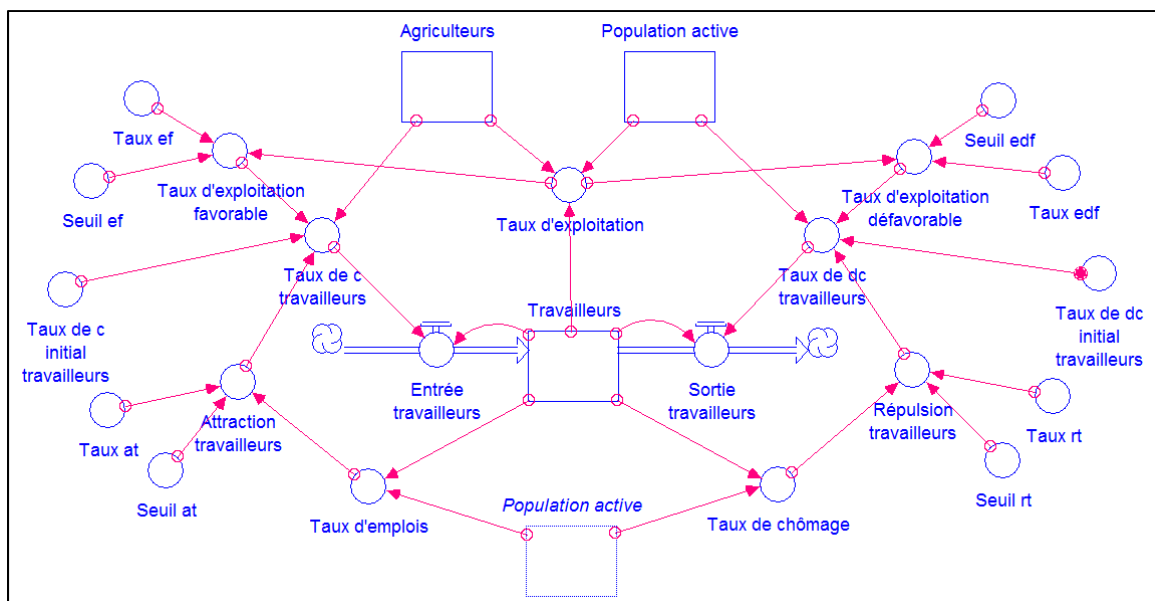 Agriculteurs
Population active
Taux ef
Seuil edf
Taux d'exploitation
favorable
Taux d'exploitation
défavorable
Seuil ef
Taux edf
Taux d'exploitation
Taux de c
travailleurs
Taux de dc
travailleurs
Travailleurs
Taux de c
initial
travailleurs
Taux de dc
initial
travailleurs
Entrée
travailleurs
Sortie
travailleurs
Attraction
travailleurs
Répulsion
travailleurs
Taux at
Taux rt
Seuil at
Seuil rt
Population active
Taux d'emplois
Taux de chômage